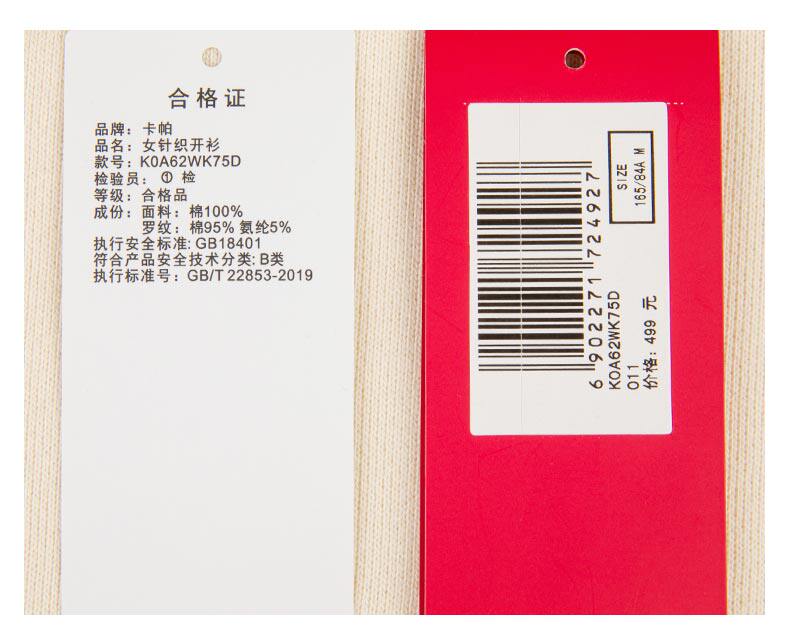 合格证
品牌：卡帕
品名：女针织开衫
款号：K0A62WK75D
检验员：① 检
等级：合格品
成份：面料：棉100%
罗纹：棉95% 氨纶5%
执行安全标准: GB18401
符合产品安全技术分类: B类
执行标准号：GB/T 22853-2019
SIZE
165/84A M
6 902271 724927
K0A62WK75D
011
价格: 499 元